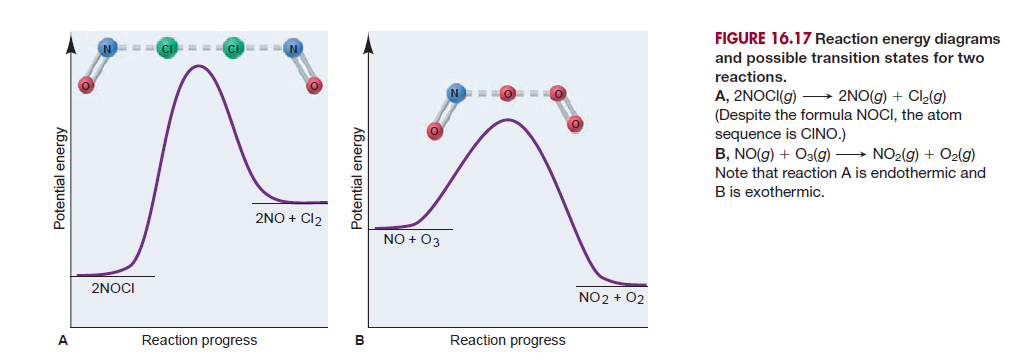 N
Cl
Cl
N
O
O
Potential energy
2NO + Cl2
2NOCl
A
Reaction progress
N
O
O
O
O
Potential energy
NO + O3
NO2 + O2
B
Reaction progress
FIGURE 16.17 Reaction energy diagrams
and possible transition states for two
reactions.
A, 2NOCl(g) ⟶ 2NO(g) + Cl2(g)
(Despite the formula NOCl, the atom
sequence is ClNO.)
B, NO(g) + O3(g) ⟶ NO2(g) + O2(g)
Note that reaction A is endothermic and
B is exothermic.